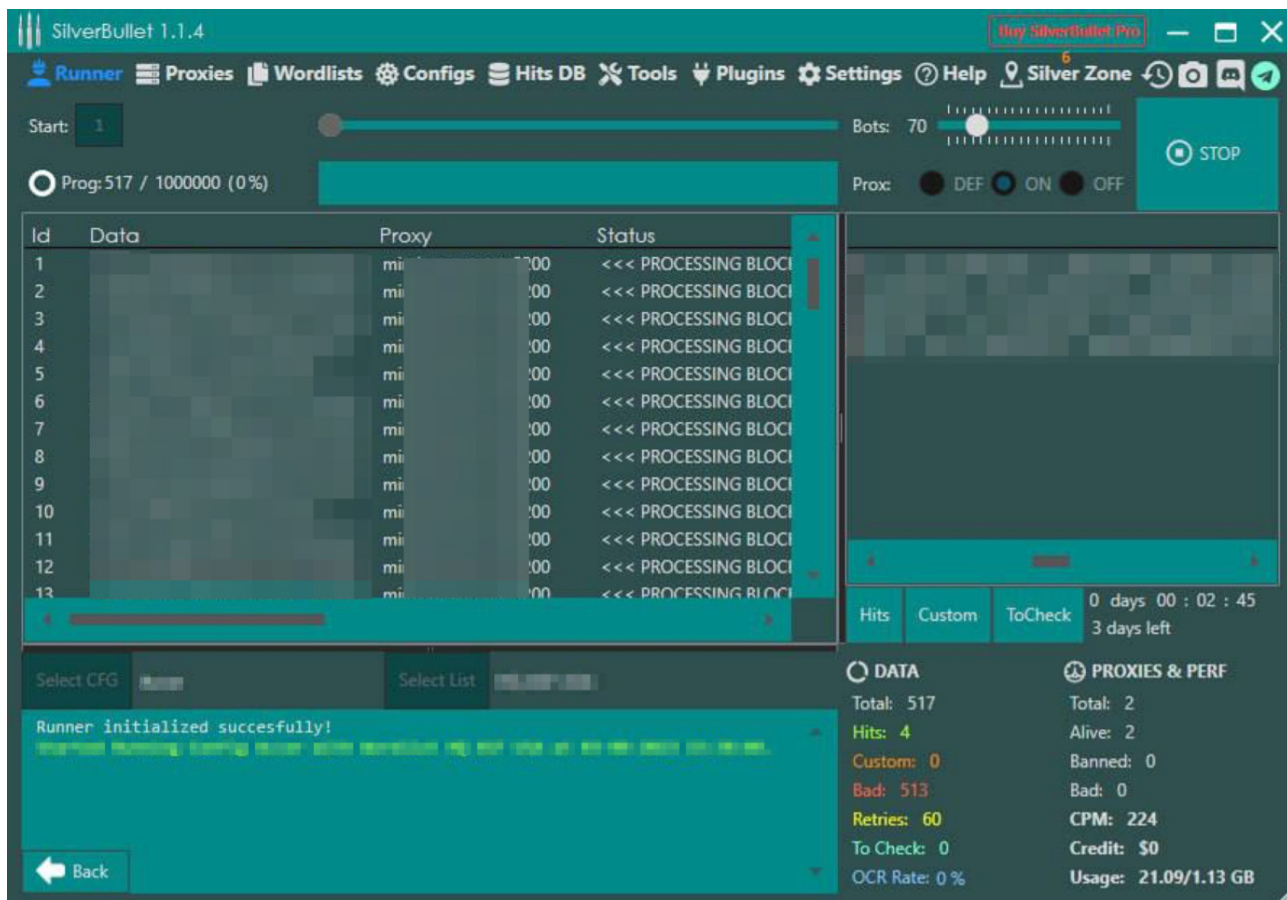 SilverBullet 1.1.4
Buy SilverBullet Pro
Runner Proxies Wordlists Configs Hits DB Tools Plugins Settings Help Silver Zone 6
Start: 1
Bots: 70
STOP
Prog: 517 / 1000000 (0%)
Prox: DEF ON OFF
Id Data Proxy Status
1 <<< PROCESSING BLOC
2 200 <<< PROCESSING BLOC
3 <<< PROCESSING BLOC
4 <<< PROCESSING BLOC
5 <<< PROCESSING BLOC
6 <<< PROCESSING BLOC
7 <<< PROCESSING BLOC
8 <<< PROCESSING BLOC
9 <<< PROCESSING BLOC
10 <<< PROCESSING BLOC
11 <<< PROCESSING BLOC
12 <<< PROCESSING BLOC
13 <<< PROCESSING BLOC
Hits Custom ToCheck
0 days 00 : 02 : 45
3 days left
Select CFG
Select List
Runner initialized succesfully!
Back
DATA
Total: 517
Hits: 4
Custom: 0
Bad: 513
Retries: 60
To Check: 0
OCR Rate: 0 %
PROXIES & PERF
Total: 2
Alive: 2
Banned: 0
Bad: 0
CPM: 224
Credit: $0
Usage: 21.09/1.13 GB